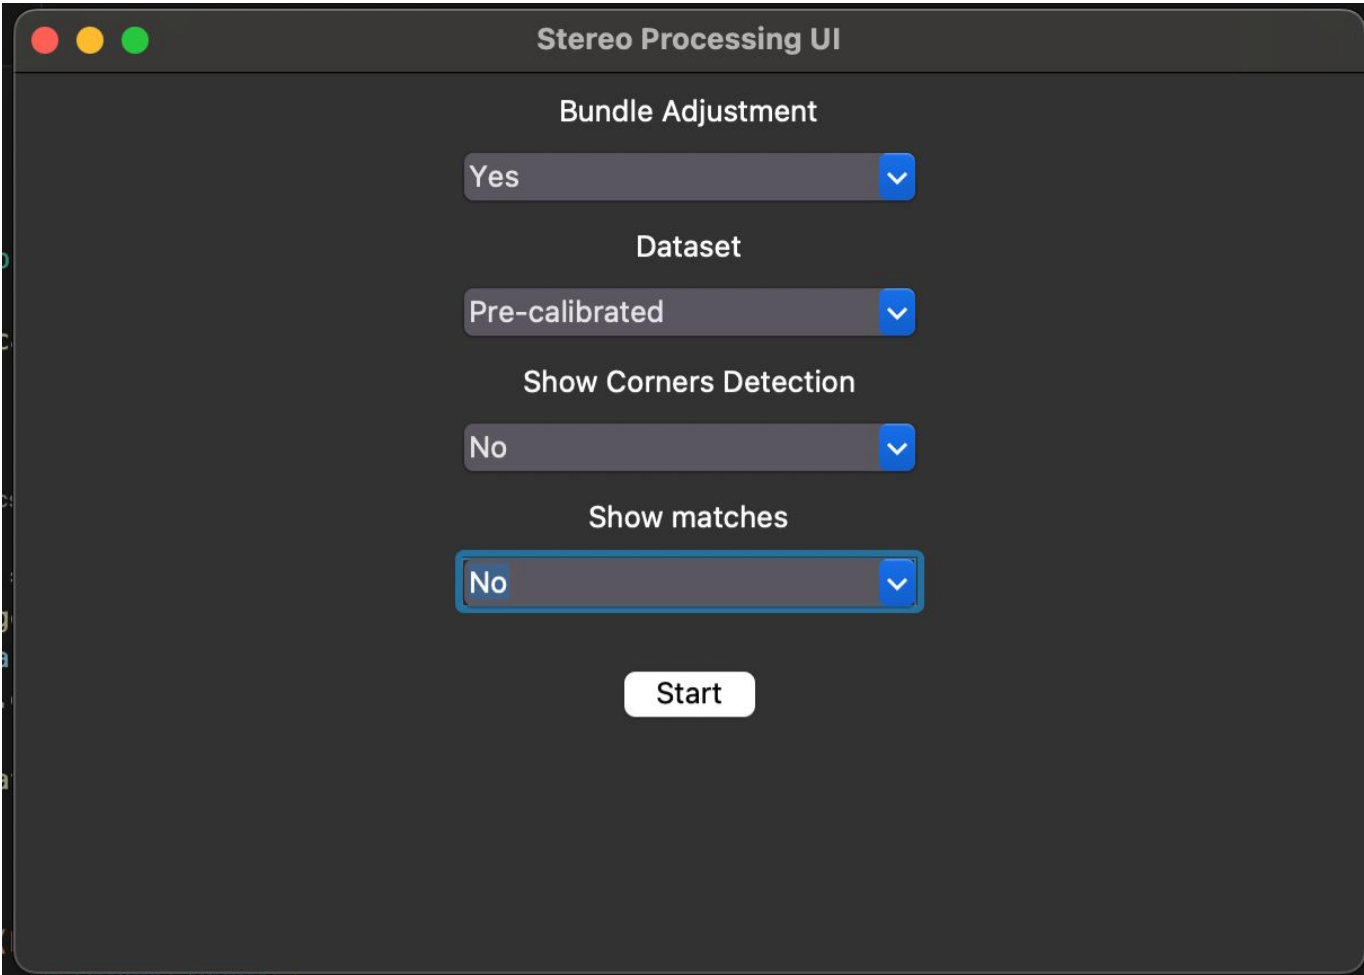 Stereo Processing UI
Bundle Adjustment
Yes
Dataset
Pre-calibrated
Show Corners Detection
No
Show matches
No
Start